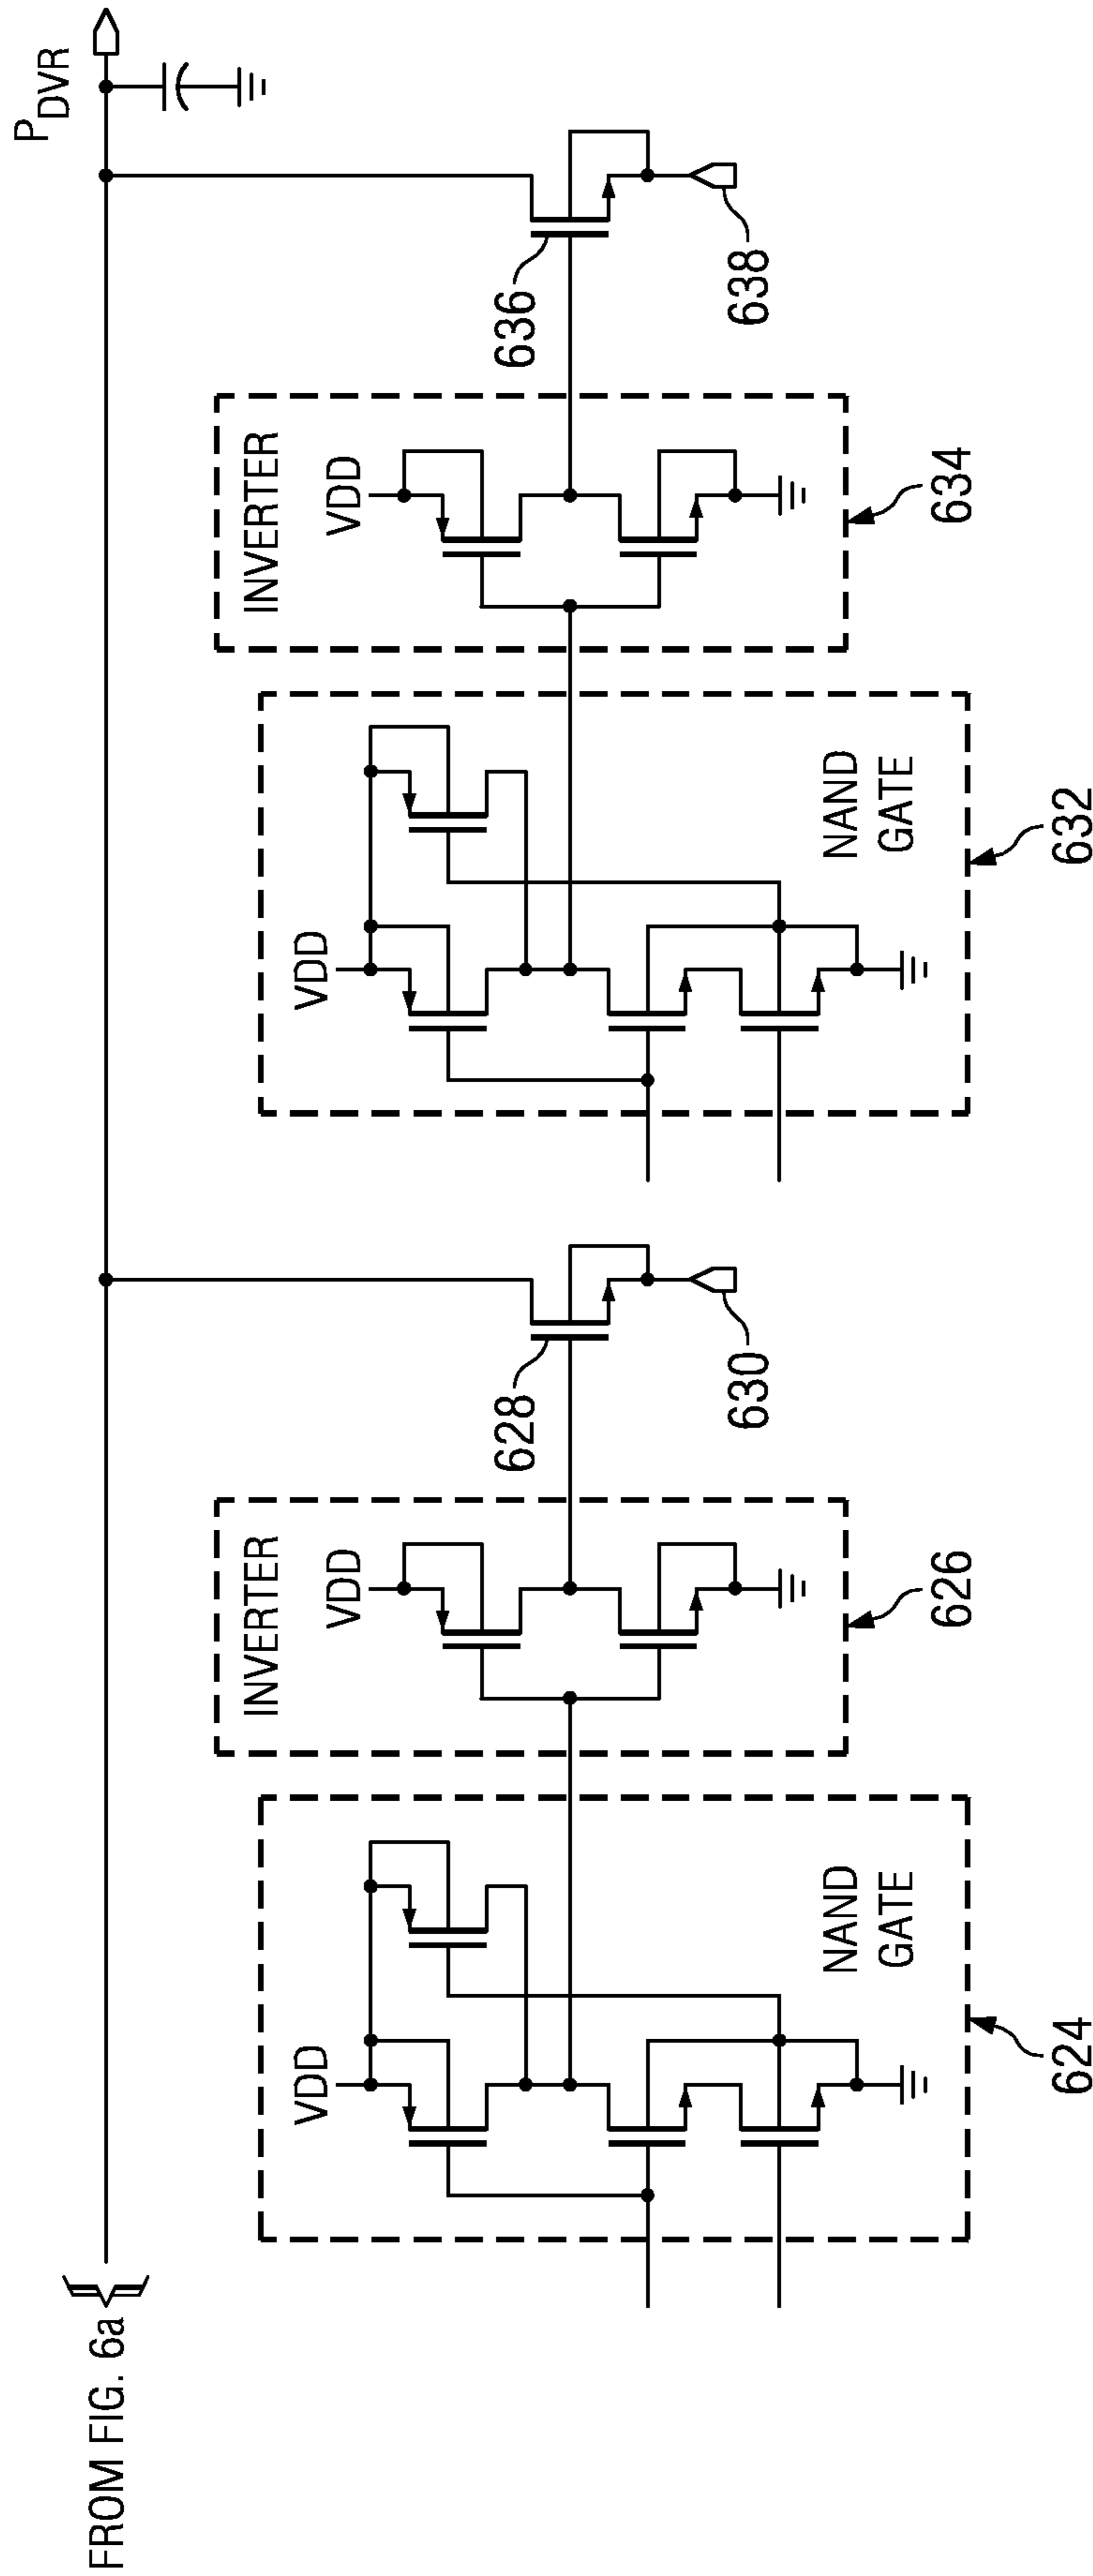 FROM FIG. 6a
P_DVR
VDD
NAND
GATE
624
INVERTER
VDD
626
628
630
VDD
NAND
GATE
632
INVERTER
VDD
634
636
638